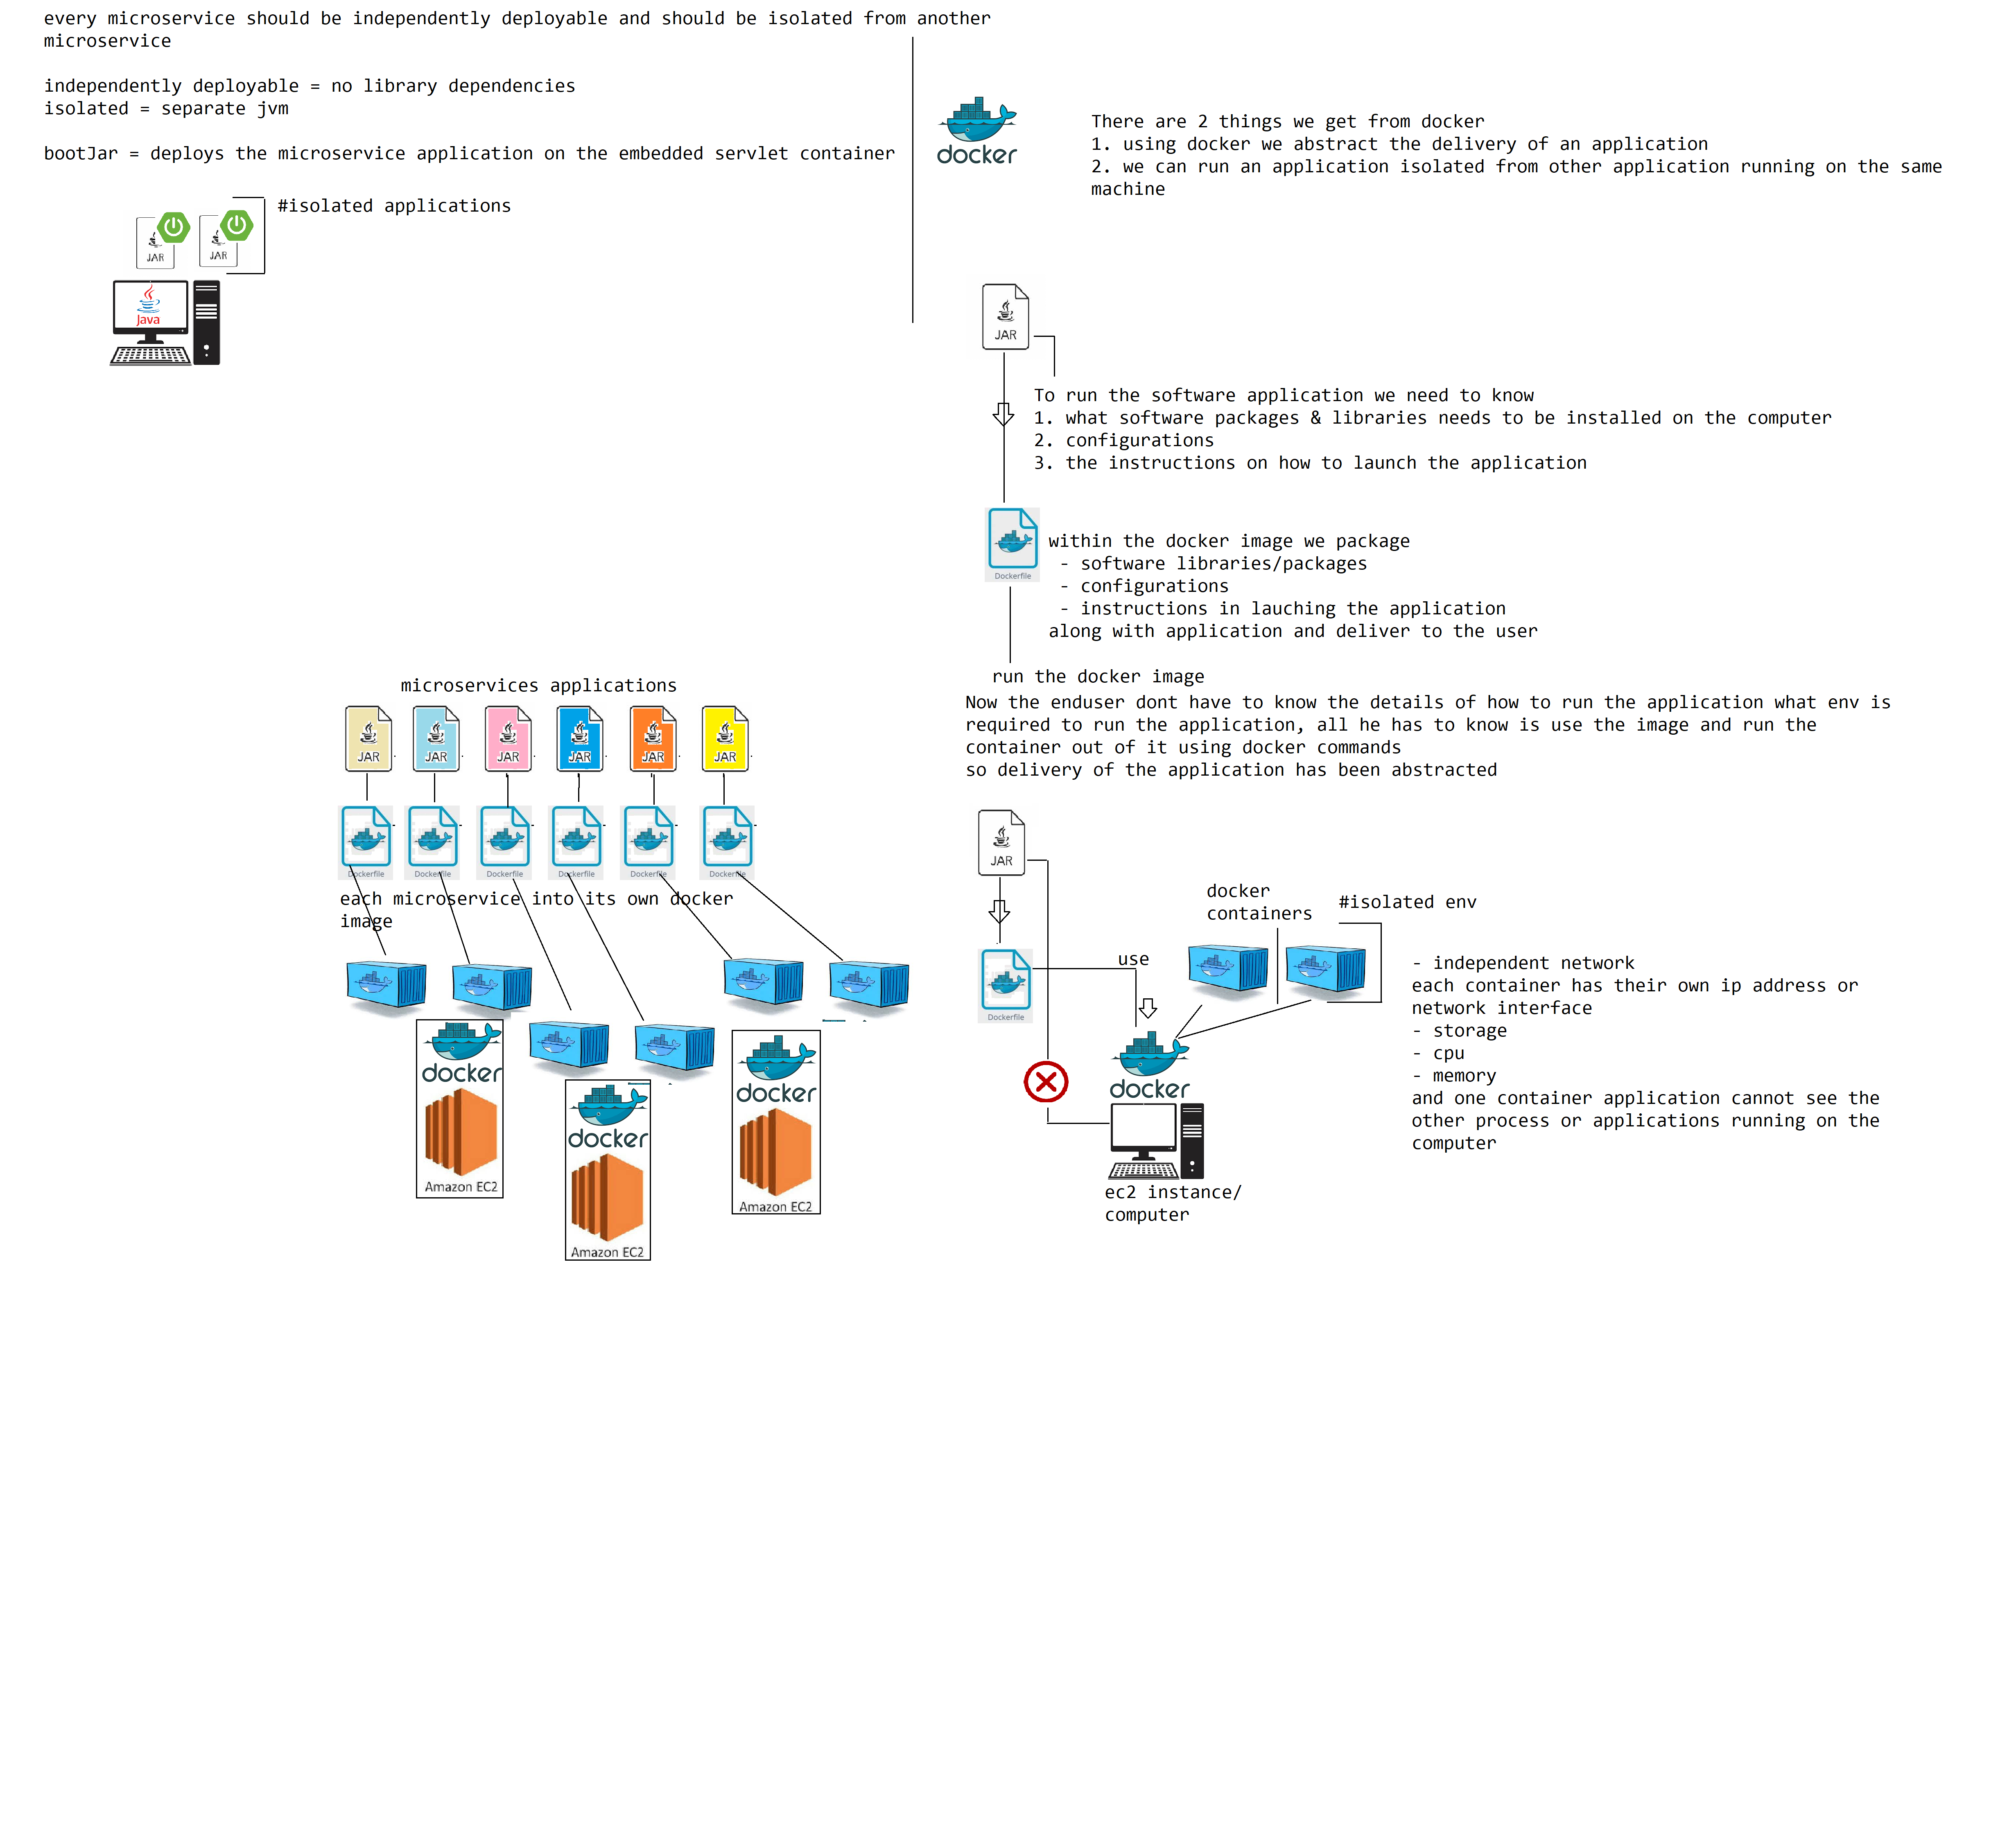 every microservice should be independently deployable and should be isolated from another
microservice
independently deployable = no library dependencies
isolated = separate jvm
bootJar = deploys the microservice application on the embedded servlet container
#isolated applications
JAR
JAR
Java
docker
There are 2 things we get from docker
1. using docker we abstract the delivery of an application
2. we can run an application isolated from other application running on the same
machine
JAR
To run the software application we need to know
1. what software packages & libraries needs to be installed on the computer
2. configurations
3. the instructions on how to launch the application
Dockerfile
within the docker image we package
- software libraries/packages
- configurations
- instructions in lauching the application
along with application and deliver to the user
run the docker image
Now the enduser dont have to know the details of how to run the application what env is
required to run the application, all he has to know is use the image and run the
container out of it using docker commands
so delivery of the application has been abstracted
microservices applications
JAR
JAR
JAR
JAR
JAR
JAR
Dockerfile
Dockerfile
Dockerfile
Dockerfile
Dockerfile
Dockerfile
each microservice into its own docker
image
docker
Amazon EC2
docker
Amazon EC2
docker
Amazon EC2
JAR
Dockerfile
use
docker
containers
#isolated env
- independent network
each container has their own ip address or
network interface
- storage
- cpu
- memory
and one container application cannot see the
other process or applications running on the
computer
docker
ec2 instance/
computer